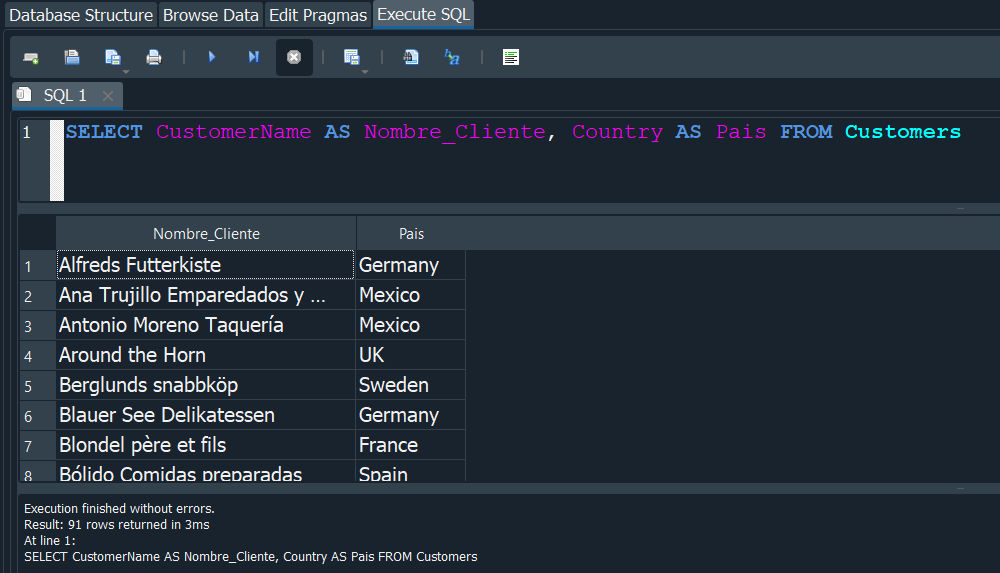 Database Structure Browse Data Edit Pragmas Execute SQL
SQL 1
1 SELECT CustomerName AS Nombre_Cliente, Country AS Pais FROM Customers
Nombre_Cliente Pais
1 Alfreds Futterkiste Germany
2 Ana Trujillo Emparedados y ... Mexico
3 Antonio Moreno Taquería Mexico
4 Around the Horn UK
5 Berglunds snabbköp Sweden
6 Blauer See Delikatessen Germany
7 Blondel père et fils France
8 Bólido Comidas preparadas Spain
Execution finished without errors.
Result: 91 rows returned in 3ms
At line 1:
SELECT CustomerName AS Nombre_Cliente, Country AS Pais FROM Customers